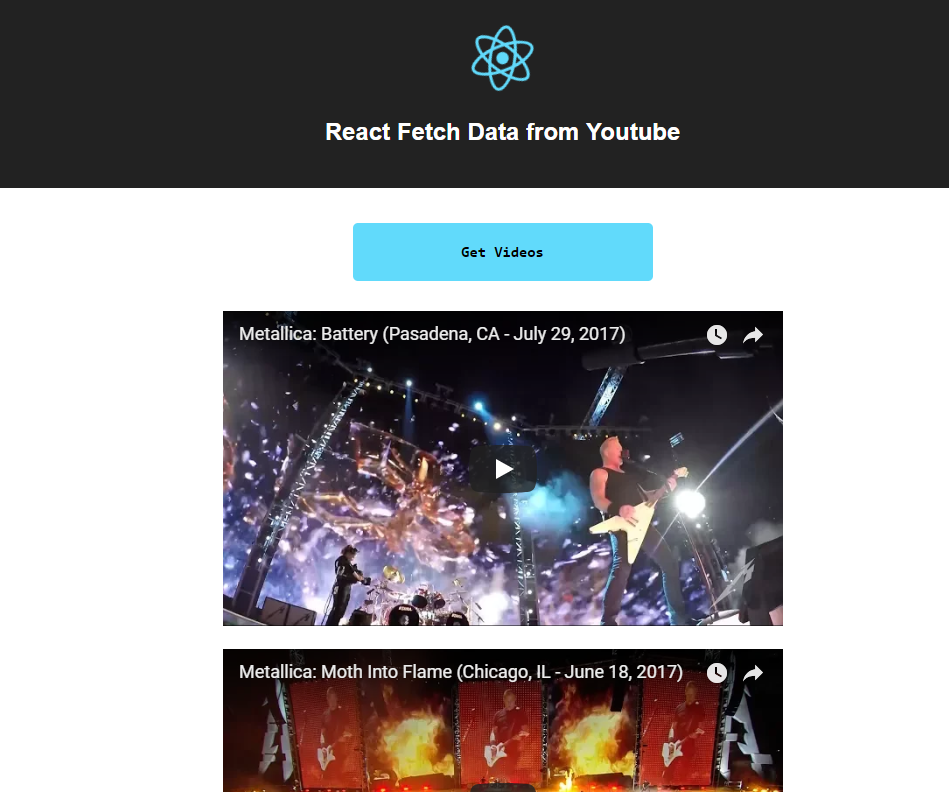 React Fetch Data from Youtube
Get Videos
Metallica: Battery (Pasadena, CA - July 29, 2017)
Metallica: Moth Into Flame (Chicago, IL - June 18, 2017)